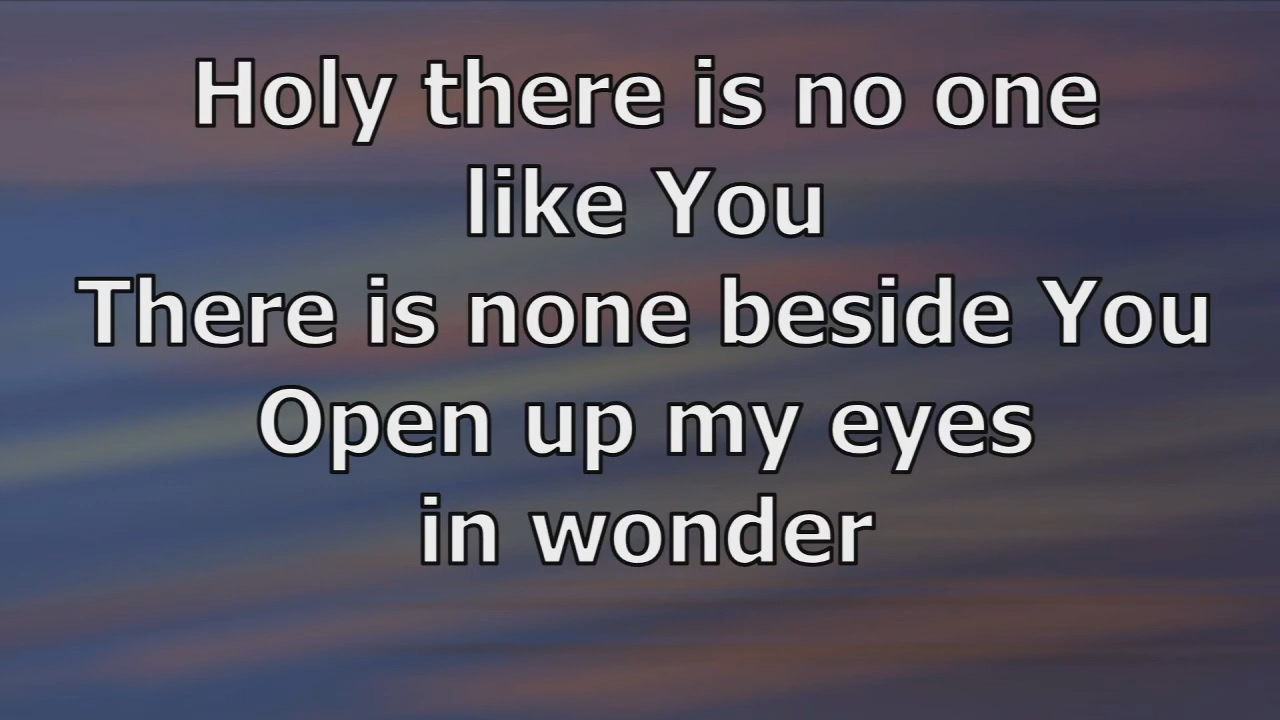 Holy there is no one
like You
There is none beside You
Open up my eyes
in wonder